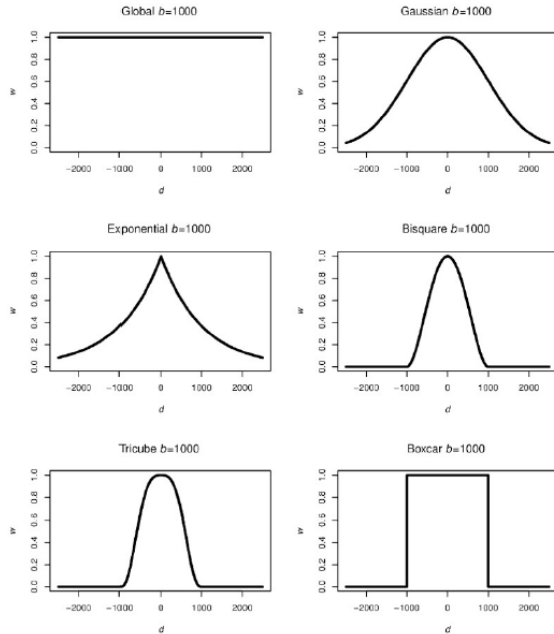 Global b=1000
w
0.0 0.2 0.4 0.6 0.8 1.0
−2000 −1000 0 1000 2000
d
Gaussian b=1000
w
0.0 0.2 0.4 0.6 0.8 1.0
−2000 −1000 0 1000 2000
d
Exponential b=1000
w
0.0 0.2 0.4 0.6 0.8 1.0
−2000 −1000 0 1000 2000
d
Bisquare b=1000
w
0.0 0.2 0.4 0.6 0.8 1.0
−2000 −1000 0 1000 2000
d
Tricube b=1000
w
0.0 0.2 0.4 0.6 0.8 1.0
−2000 −1000 0 1000 2000
d
Boxcar b=1000
w
0.0 0.2 0.4 0.6 0.8 1.0
−2000 −1000 0 1000 2000
d